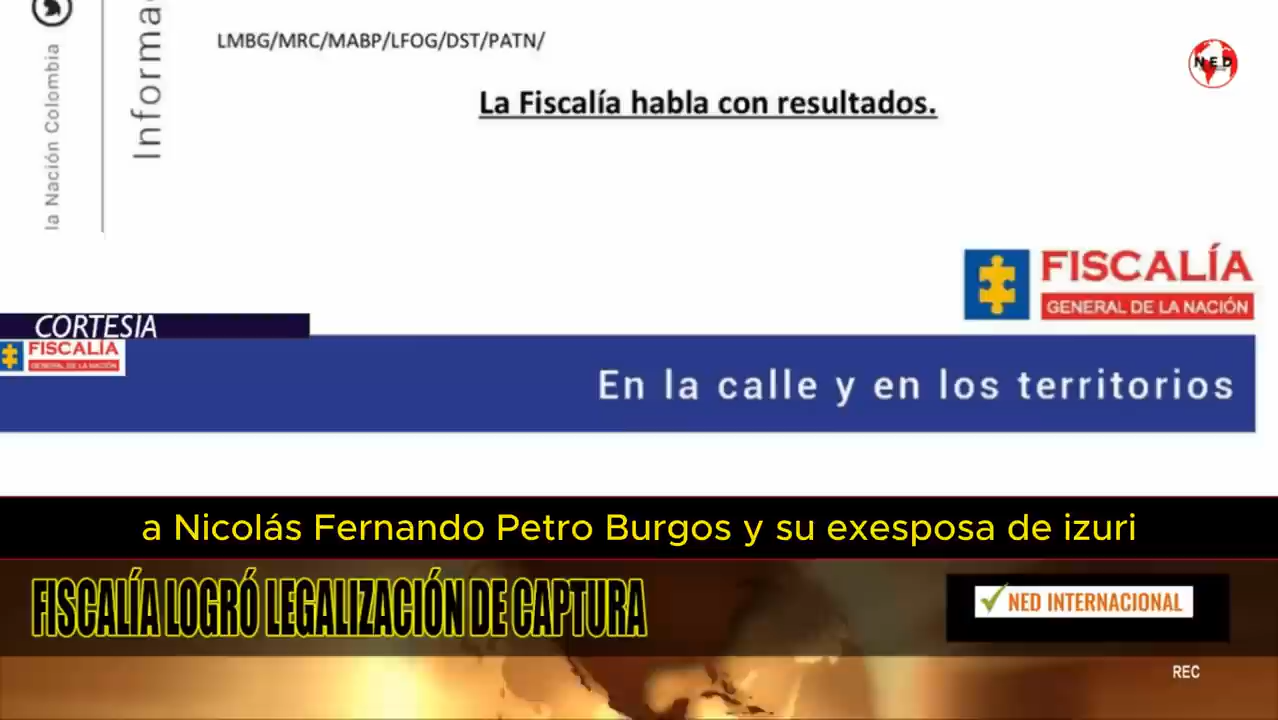 la Nación Colombia
Informa
LMBG/MRC/MABP/LFOG/DST/PATN/
NED
La Fiscalía habla con resultados.
FISCALÍA
GENERAL DE LA NACIÓN
CORTESIA
FISCALÍA
GENERAL DE LA NACIÓN
En la calle y en los territorios
a Nicolás Fernando Petro Burgos y su exesposa de izuri
FISCALÍA LOGRÓ LEGALIZACIÓN DE CAPTURA
NED INTERNACIONAL
REC